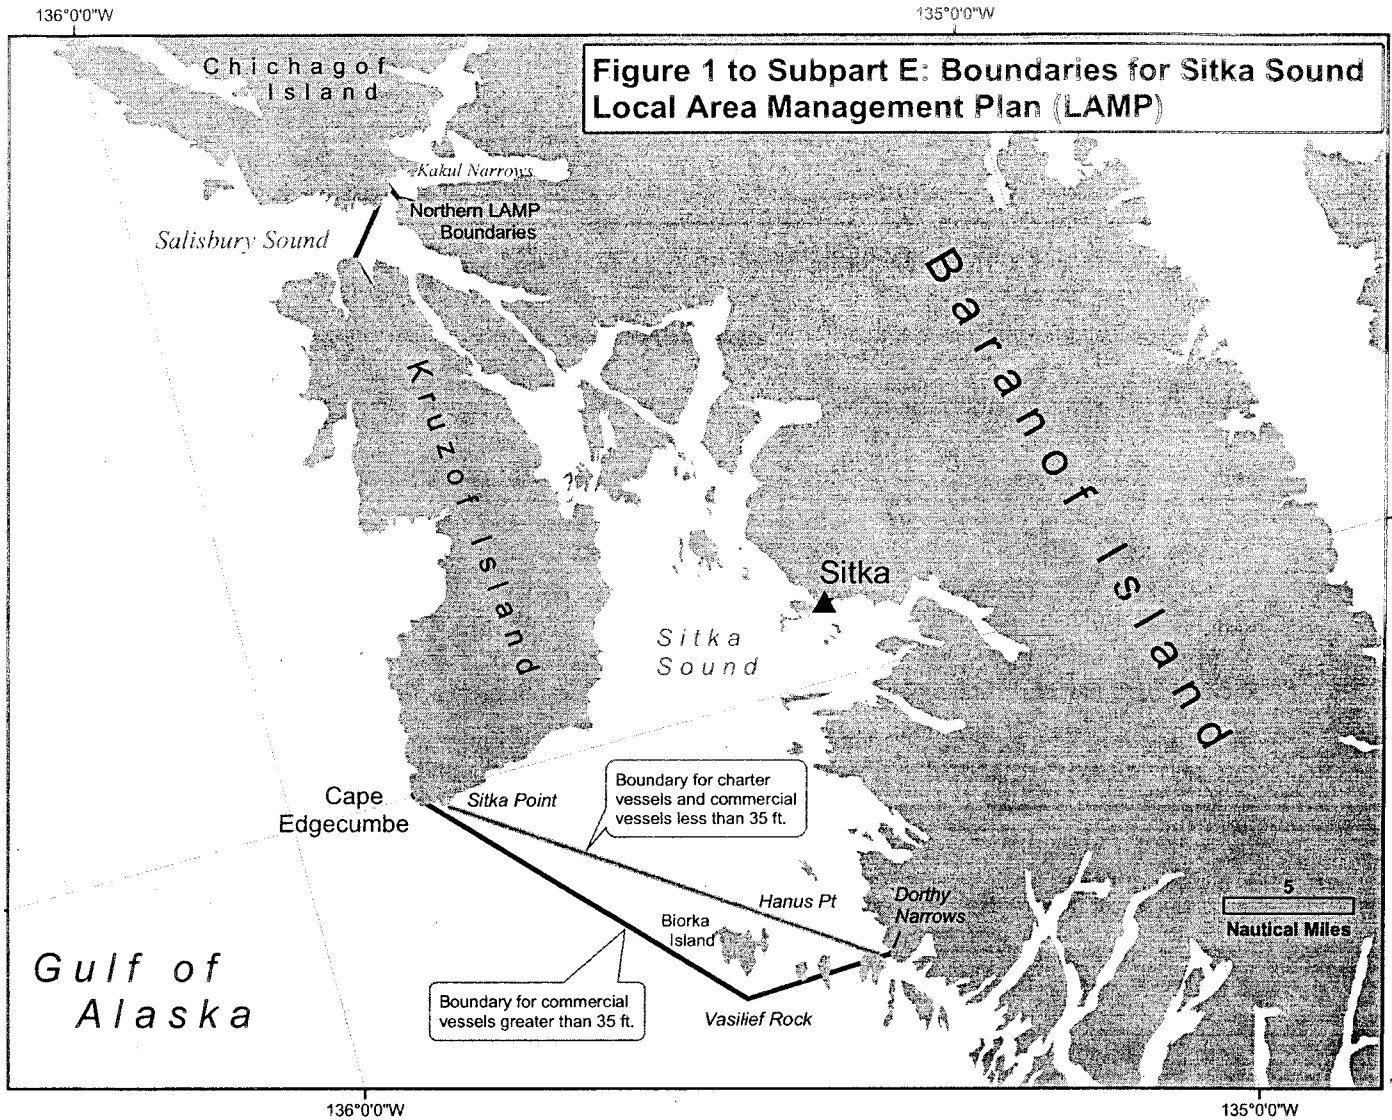 136°0'0"W
135°0'0"W
Figure 1 to Subpart E: Boundaries for Sitka Sound
Local Area Management Plan (LAMP)
Chichagof
Island
Kakul Narrows
Northern LAMP
Boundaries
Salisbury Sound
Baranof Island
Kruzof Island
Sitka
Sitka
Sound
Cape
Edgecumbe
Sitka Point
Boundary for charter
vessels and commercial
vessels less than 35 ft.
Hanus Pt
Dorthy
Narrows
5
Nautical Miles
Biorka
Island
Gulf of
Alaska
Boundary for commercial
vessels greater than 35 ft.
Vasilief Rock
136°0'0"W
135°0'0"W